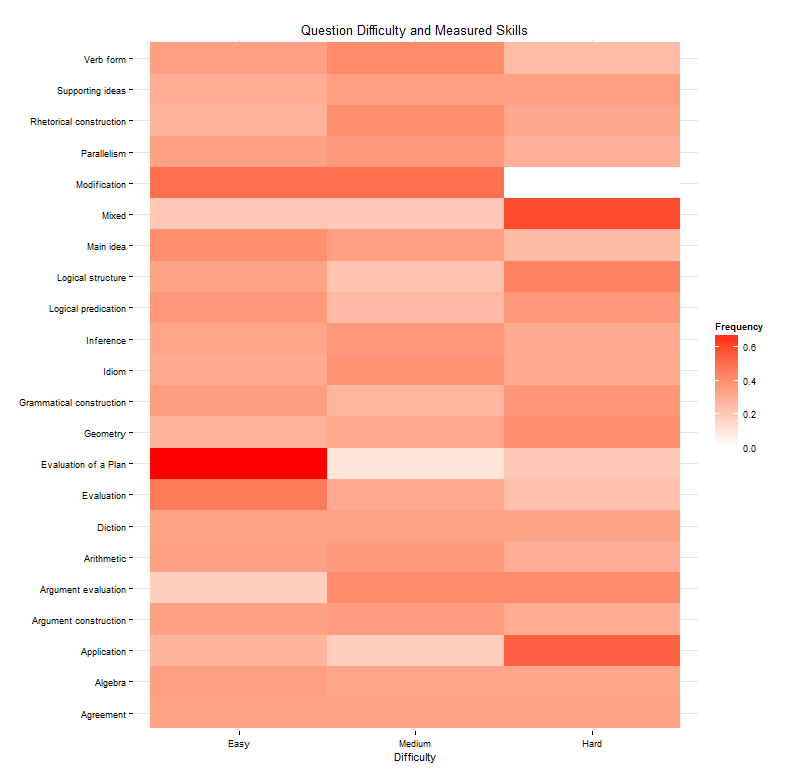 Question Difficulty and Measured Skills
Verb form
Supporting ideas
Rhetorical construction
Parallelism
Modification
Mixed
Main idea
Logical structure
Logical predication
Inference
Idiom
Grammatical construction
Geometry
Evaluation of a Plan
Evaluation
Diction
Arithmetic
Argument evaluation
Argument construction
Application
Algebra
Agreement
Easy
Medium
Hard
Difficulty
Frequency
0.6
0.4
0.2
0.0